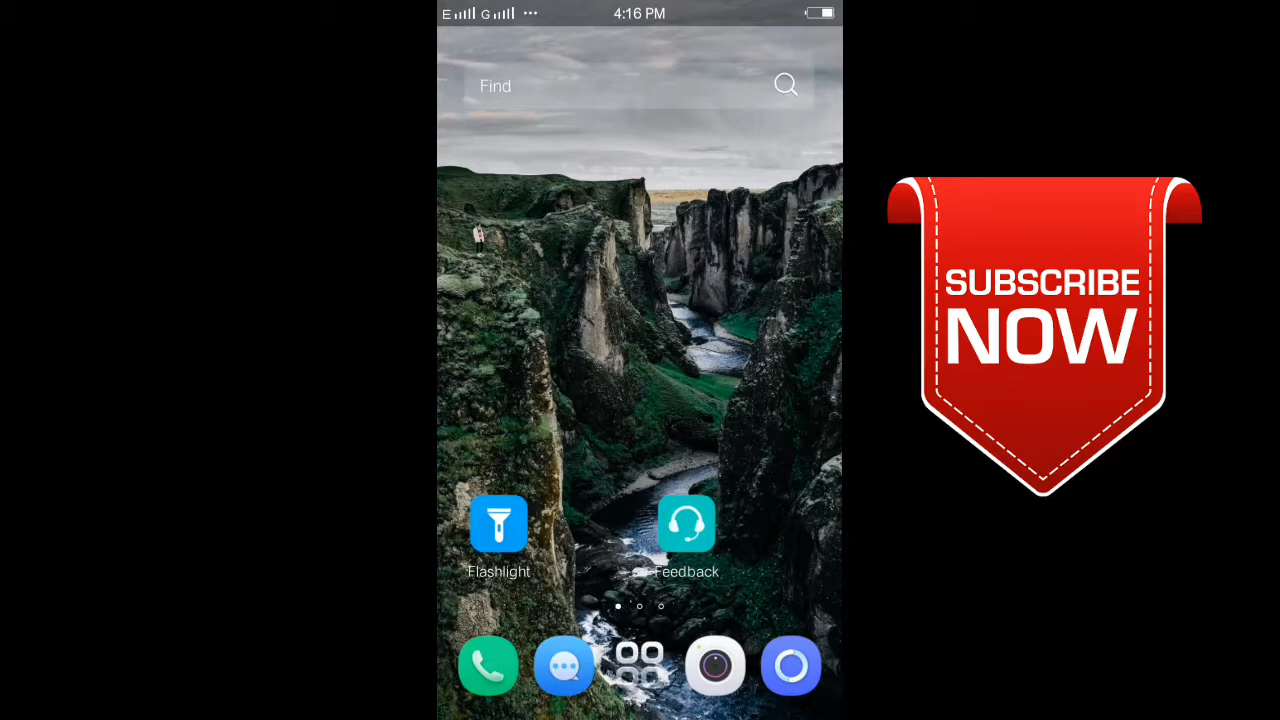 E G ••• 4:16 PM
Find
SUBSCRIBE
NOW
Flashlight Feedback